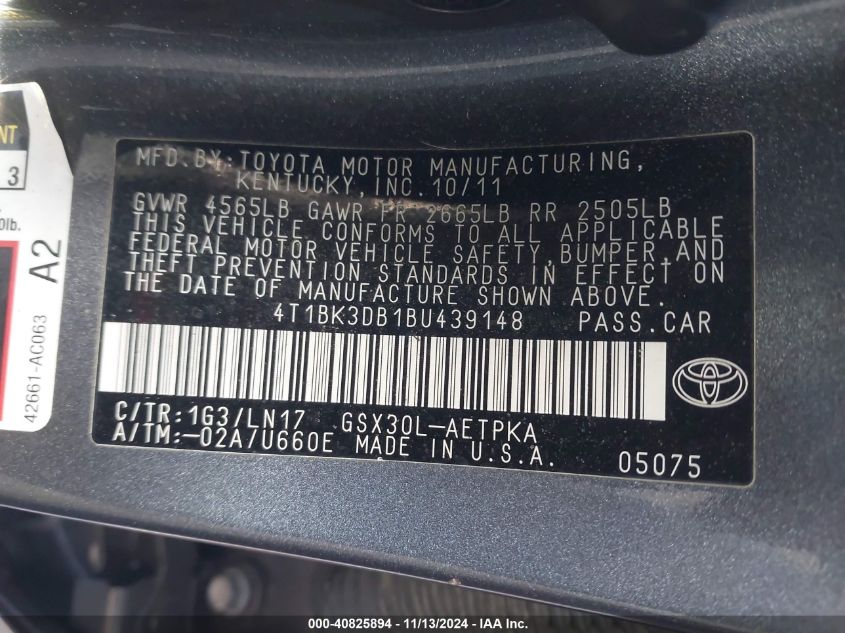 MFD.BY:TOYOTA MOTOR MANUFACTURING,
KENTUCKY,INC.10/11
GVWR 4565LB GAWR FR 2665LB RR 2505LB
THIS VEHICLE CONFORMS TO ALL APPLICABLE
FEDERAL MOTOR VEHICLE SAFETY,BUMPER,AND
THEFT PREVENTION STANDARDS IN EFFECT ON
THE DATE OF MANUFACTURE SHOWN ABOVE.
4T1BK3DB1BU439148 PASS.CAR
C/TR:1G3/LN17 GSX30L-AETPKA
A/TM:-02A/U660E MADE IN U.S.A.
05075
NT
3
0lb.
A2
42661-AC063
000-40825894 - 11/13/2024 - IAA Inc.